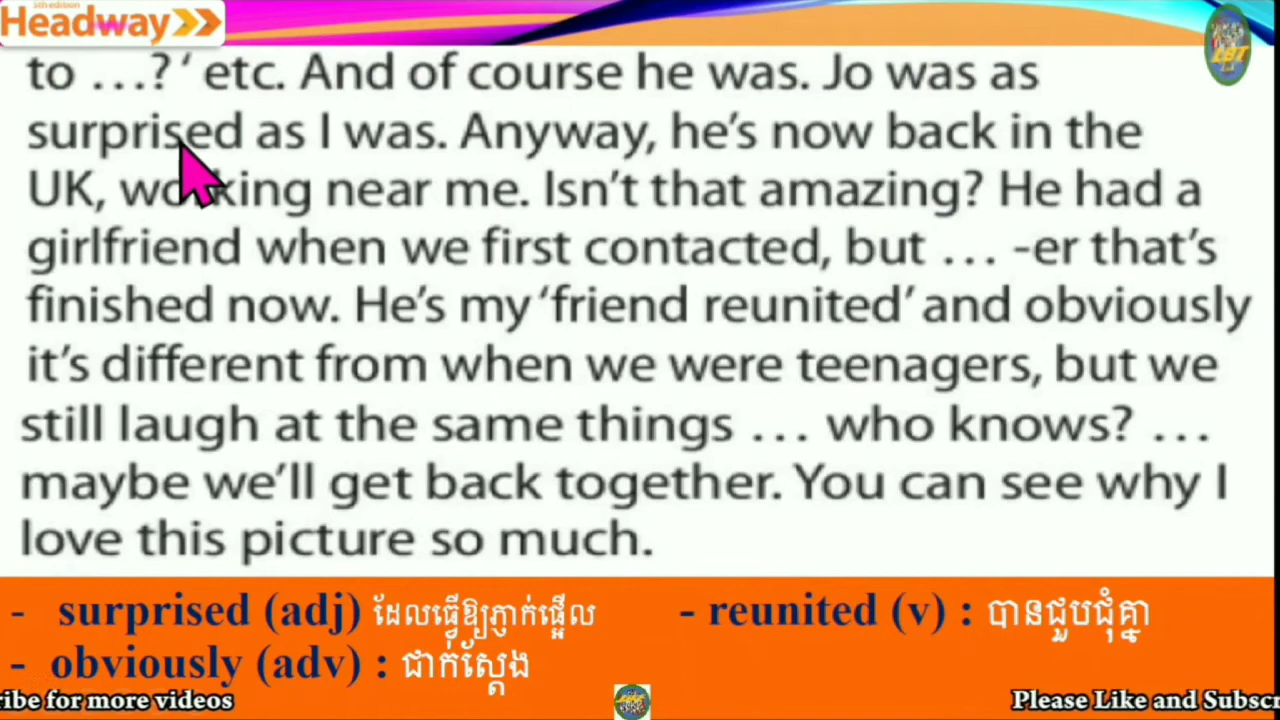 5th edition
Headway
to …? ‘ etc. And of course he was. Jo was as
surprised as I was. Anyway, he’s now back in the
UK, working near me. Isn’t that amazing? He had a
girlfriend when we first contacted, but … -er that’s
finished now. He’s my ‘friend reunited’ and obviously
it’s different from when we were teenagers, but we
still laugh at the same things … who knows? …
maybe we’ll get back together. You can see why I
love this picture so much.
- surprised (adj) ដែលធ្វើឱ្យភ្ញាក់ផ្អើល - reunited (v) : បានជួបជុំគ្នា
- obviously (adv) : ជាក់ស្តែង
ribe for more videos Please Like and Subscr